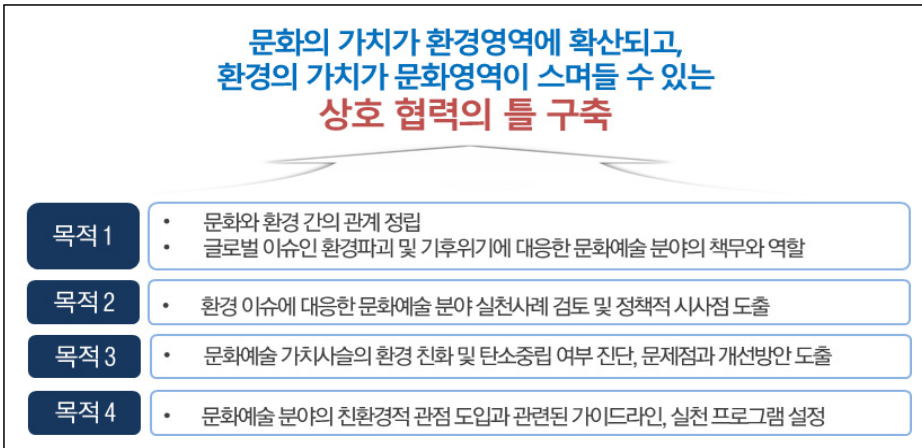 문화의 가치가 환경영역에 확산되고,
환경의 가치가 문화영역이 스며들 수 있는
상호 협력의 틀 구축
목적 1
• 문화와 환경 간의 관계 정립
• 글로벌 이슈인 환경파괴 및 기후위기에 대응한 문화예술 분야의 책무와 역할
목적 2
• 환경 이슈에 대응한 문화예술 분야 실천사례 검토 및 정책적 시사점 도출
목적 3
• 문화예술 가치사슬의 환경 친화 및 탄소중립 여부 진단, 문제점과 개선방안 도출
목적 4
• 문화예술 분야의 친환경적 관점 도입과 관련된 가이드라인, 실천 프로그램 설정